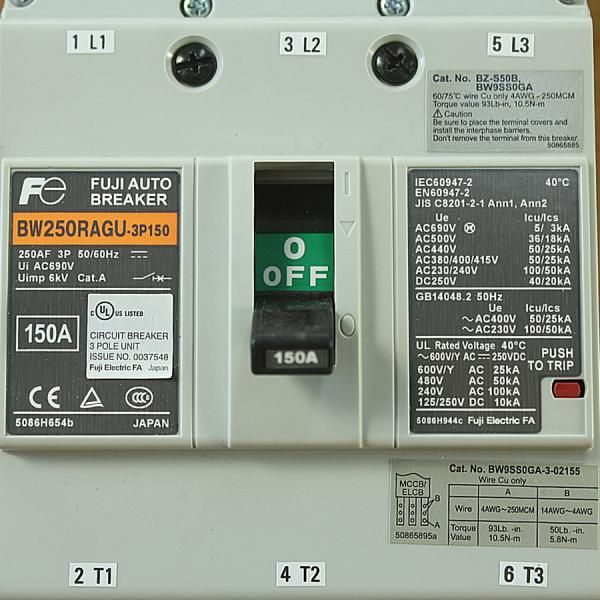 1 L1
3 L2
5 L3
Cat. No. BZ-S50B,
BW9SS0GA
60/75°C wire Cu only 4AWG-250MCM
Torque value 93Lb-in, 10.5N-m
⚠ Caution
Be sure to place the terminal covers and
install the interphase barriers.
Don't remove the terminal from this breaker.
50865885
Fe FUJI AUTO
BREAKER
BW250RAGU-3P150
250AF 3P 50/60Hz
Ui AC690V
Uimp 6kV Cat.A
150A
c UL US LISTED
CIRCUIT BREAKER
3 POLE UNIT
ISSUE NO. 0037548
Fuji Electric FA Japan
CE CCC
5086H654b JAPAN
O
OFF
150A
IEC60947-2 40°C
EN60947-2
JIS C8201-2-1 Ann1, Ann2
Ue Icu/Ics
AC690V 5/ 3kA
AC500V 36/18kA
AC440V 50/25kA
AC380/400/415V 50/25kA
AC230/240V 100/50kA
DC250V 40/20kA
GB14048.2 50Hz
Ue Icu/Ics
~AC400V 50/25kA
~AC230V 100/50kA
UL Rated Voltage 40°C
~600V/Y AC 250VDC
600V/Y AC 25kA
480V AC 50kA
240V AC 100kA
125/250V DC 10kA
5086H944c Fuji Electric FA
PUSH
TO TRIP
Cat. No. BW9SS0GA-3-02155
Wire Cu only
MCCB/
ELCB
B
A
50865895a
A B
Wire 4AWG~250MCM 14AWG~4AWG
Torque Value 93Lb.-in. 50Lb.-in.
10.5N-m 5.8N-m
2 T1
4 T2
6 T3